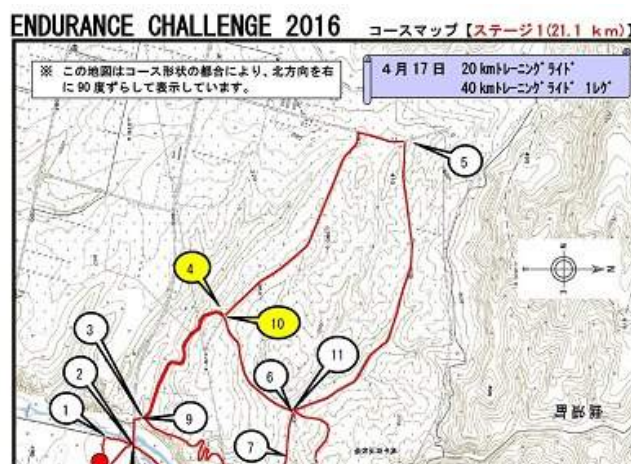 ENDURANCE CHALLENGE 2016 コースマップ【ステージ1(21.1 km)】
※ この地図はコース形状の都合により、北方向を右
に90度ずらして表示しています。
4月17日 20kmトレーニングライド
40kmトレーニングライド 1レグ
5
4
10
3
11
6
2
9
1
7